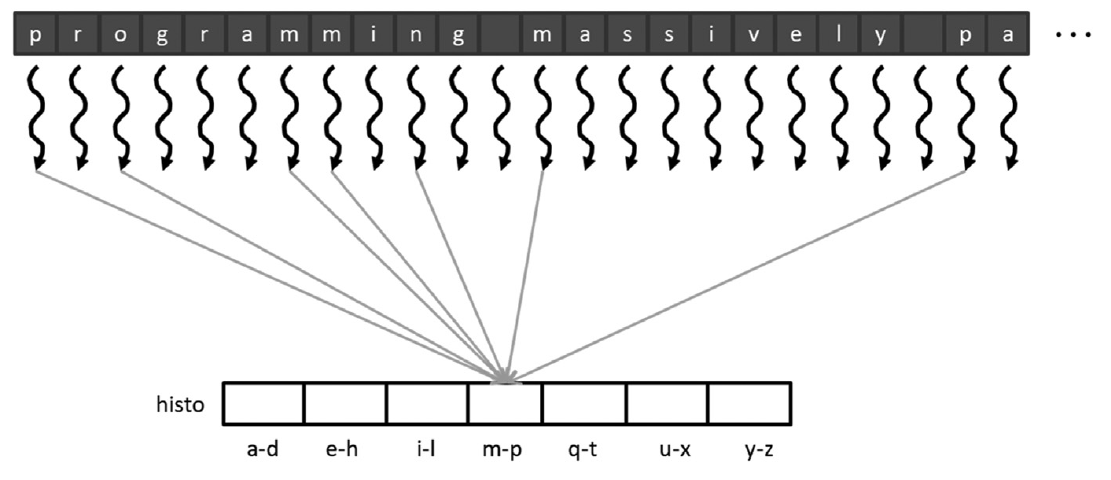 p r o g r a m m i n g m a s s i v e l y p a ...
histo
a-d e-h i-l m-p q-t u-x y-z